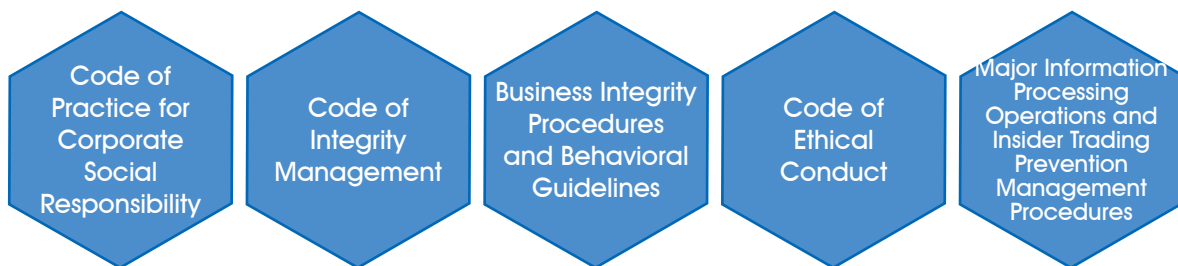 Code of
Practice for
Corporate
Social
Responsibility
Code of
Integrity
Management
Business Integrity
Procedures
and Behavioral
Guidelines
Code of
Ethical
Conduct
Major Information
Processing
Operations and
Insider Trading
Prevention
Management
Procedures